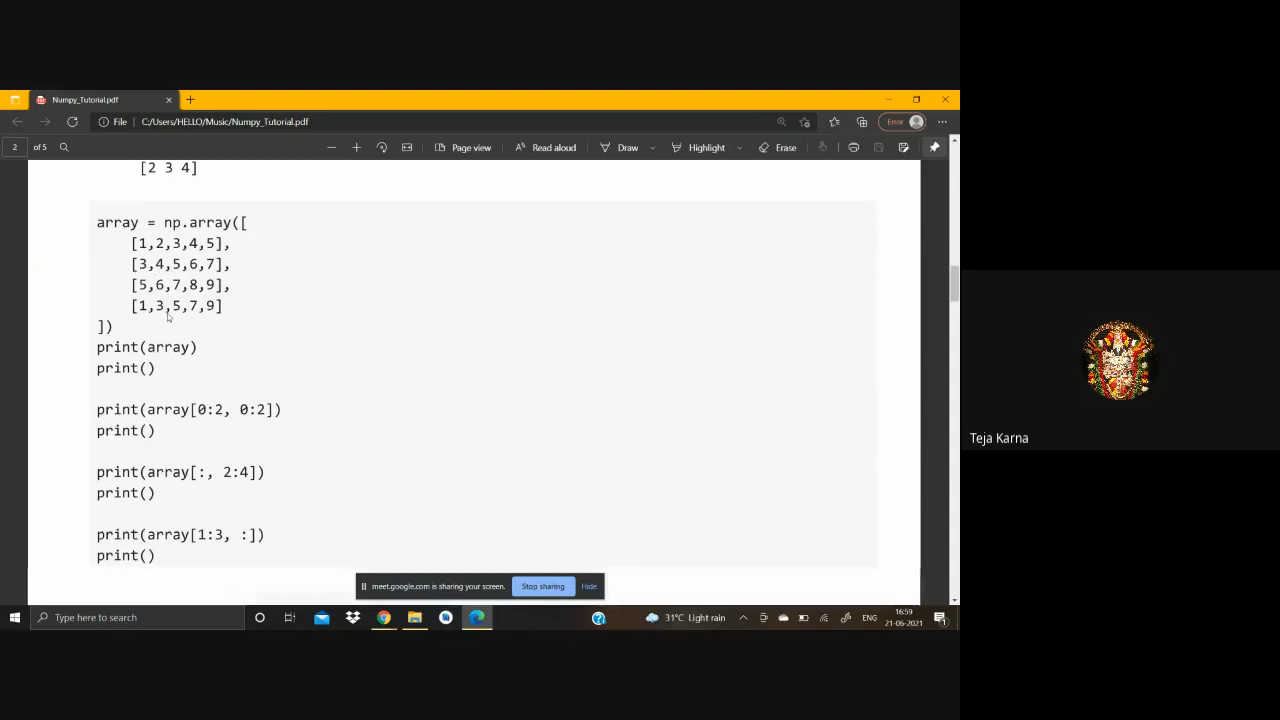 Numpy_Tutorial.pdf
File
C:/Users/HELLO/Music/Numpy_Tutorial.pdf
Error
2 of 5
Page view
Read aloud
Draw
Highlight
Erase
[2 3 4]
array = np.array([
[1,2,3,4,5],
[3,4,5,6,7],
[5,6,7,8,9],
[1,3,5,7,9]
])
print(array)
print()
print(array[0:2, 0:2])
print()
print(array[:, 2:4])
print()
print(array[1:3, :])
print()
meet.google.com is sharing your screen.
Stop sharing
Hide
Teja Karna
Type here to search
31°C Light rain
ENG
16:59
21-06-2021